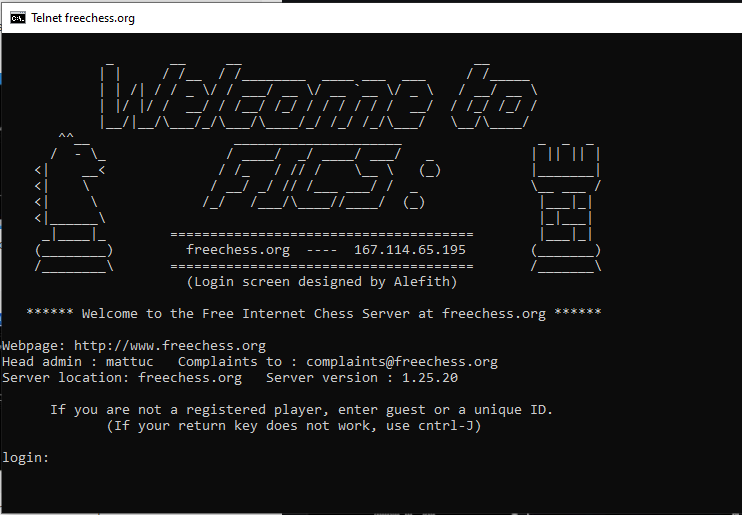 Telnet freechess.org
Welcome to
FICS:
freechess.org ---- 167.114.65.195
(Login screen designed by Alefith)
****** Welcome to the Free Internet Chess Server at freechess.org ******
Webpage: http://www.freechess.org
Head admin : mattuc Complaints to : complaints@freechess.org
Server location: freechess.org Server version : 1.25.20
If you are not a registered player, enter guest or a unique ID.
(If your return key does not work, use cntrl-J)
login: